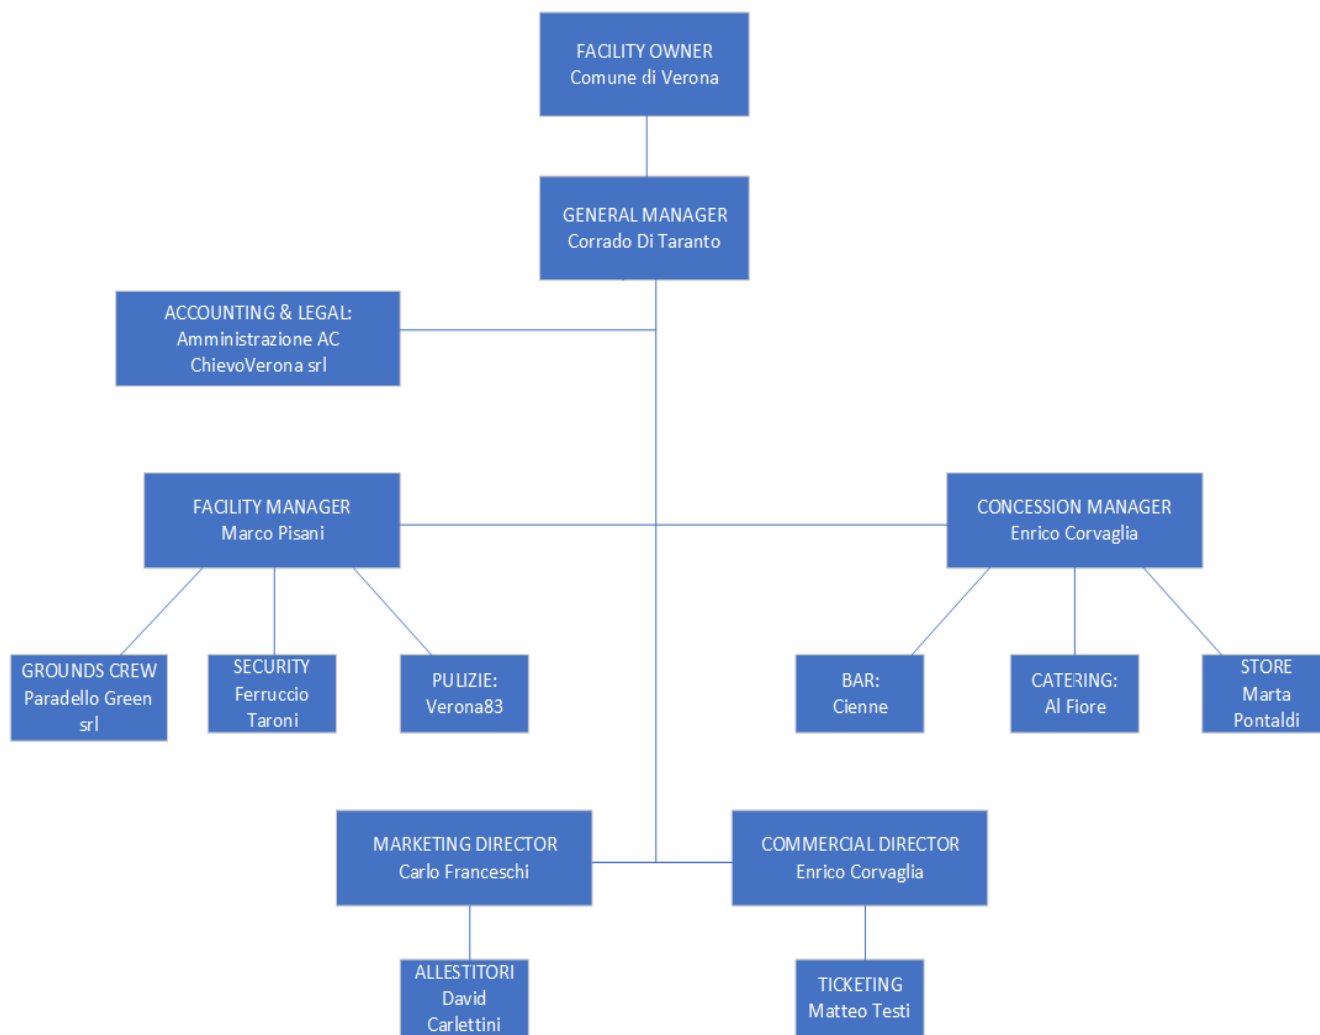 FACILITY OWNER
Comune di Verona
GENERAL MANAGER
Corrado Di Taranto
ACCOUNTING & LEGAL:
Amministrazione AC
ChievoVerona srl
FACILITY MANAGER
Marco Pisani
CONCESSION MANAGER
Enrico Corvaglia
GROUNDS CREW
Paradello Green
srl
SECURITY
Ferruccio
Taroni
PULIZIE:
Verona83
BAR:
Cienne
CATERING:
Al Fiore
STORE
Marta
Pontaldi
MARKETING DIRECTOR
Carlo Franceschi
COMMERCIAL DIRECTOR
Enrico Corvaglia
ALLESTITORI
David
Carlettini
TICKETING
Matteo Testi